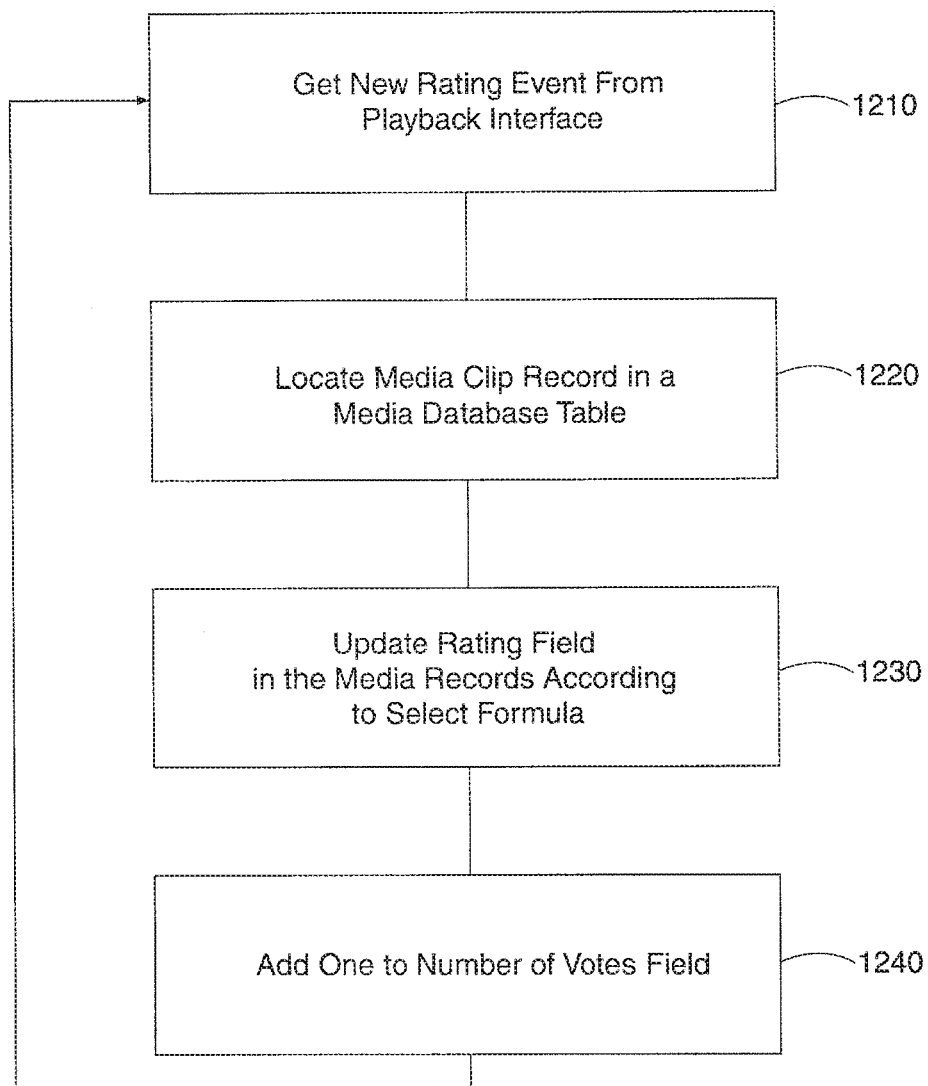 Get New Rating Event From
Playback Interface
1210
Locate Media Clip Record in a
Media Database Table
1220
Update Rating Field
in the Media Records According
to Select Formula
1230
Add One to Number of Votes Field
1240